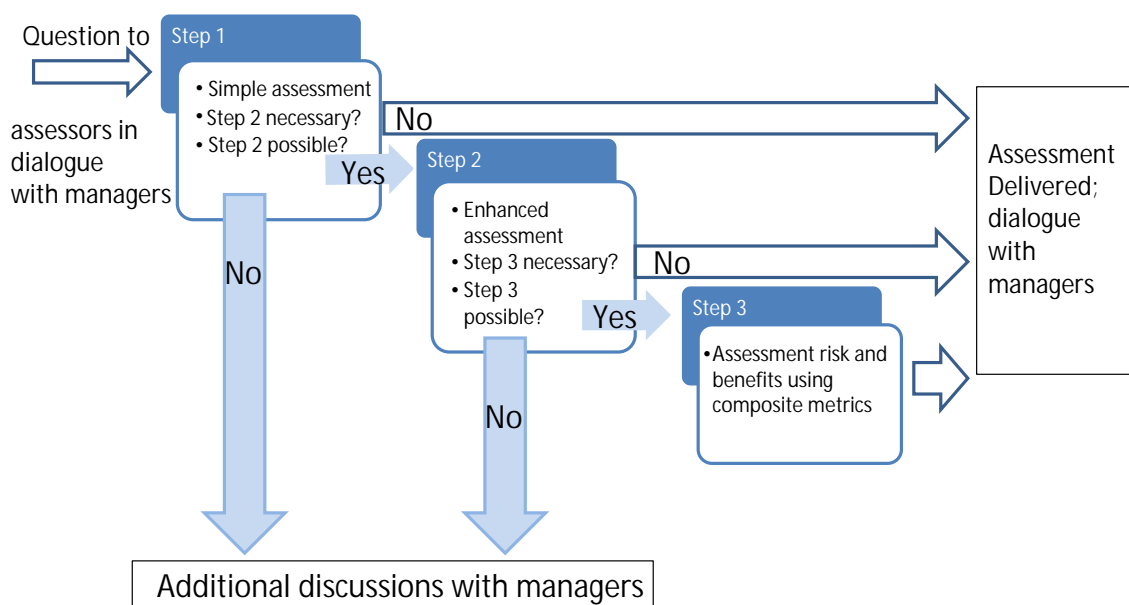 Question to
assessors in
dialogue
with managers
Step 1
• Simple assessment
• Step 2 necessary?
• Step 2 possible?
No
Yes
No
Step 2
• Enhanced
assessment
• Step 3 necessary?
• Step 3
possible?
No
Yes
No
Step 3
•Assessment risk and
benefits using
composite metrics
Assessment
Delivered;
dialogue
with
managers
Additional discussions with managers